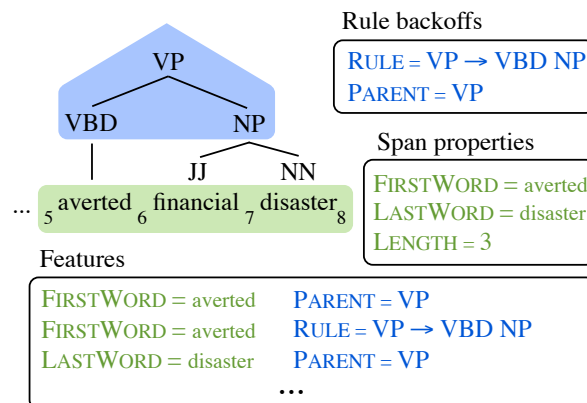 Rule backoffs
VP
RULE = VP → VBD NP
PARENT = VP
VBD NP
Span properties
JJ NN
FIRSTWORD = averted
LASTWORD = disaster
LENGTH = 3
... 5 averted 6 financial 7 disaster 8
Features
FIRSTWORD = averted PARENT = VP
FIRSTWORD = averted RULE = VP → VBD NP
LASTWORD = disaster PARENT = VP
...